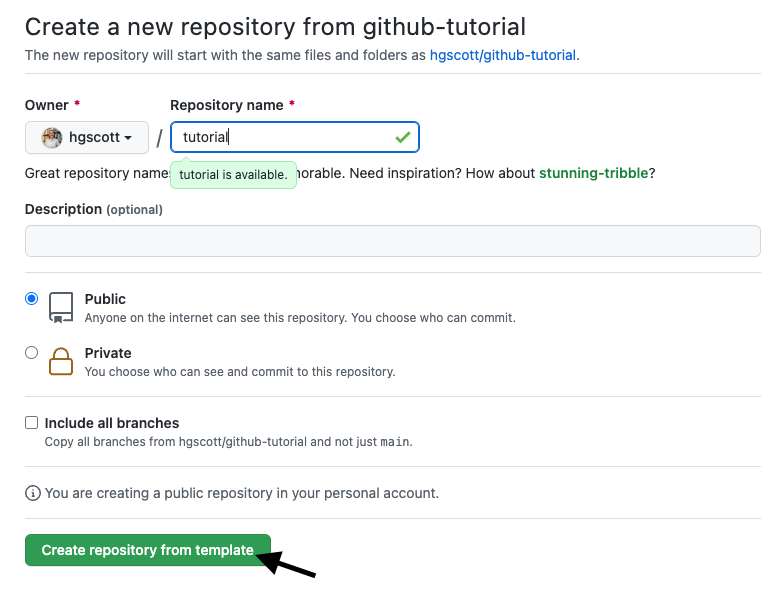 Create a new repository from github-tutorial
The new repository will start with the same files and folders as hgscott/github-tutorial.
Owner * Repository name *
hgscott / tutorial
Great repository name
tutorial is available.
orable. Need inspiration? How about stunning-tribble?
Description (optional)
Public
Anyone on the internet can see this repository. You choose who can commit.
Private
You choose who can see and commit to this repository.
Include all branches
Copy all branches from hgscott/github-tutorial and not just main.
You are creating a public repository in your personal account.
Create repository from template